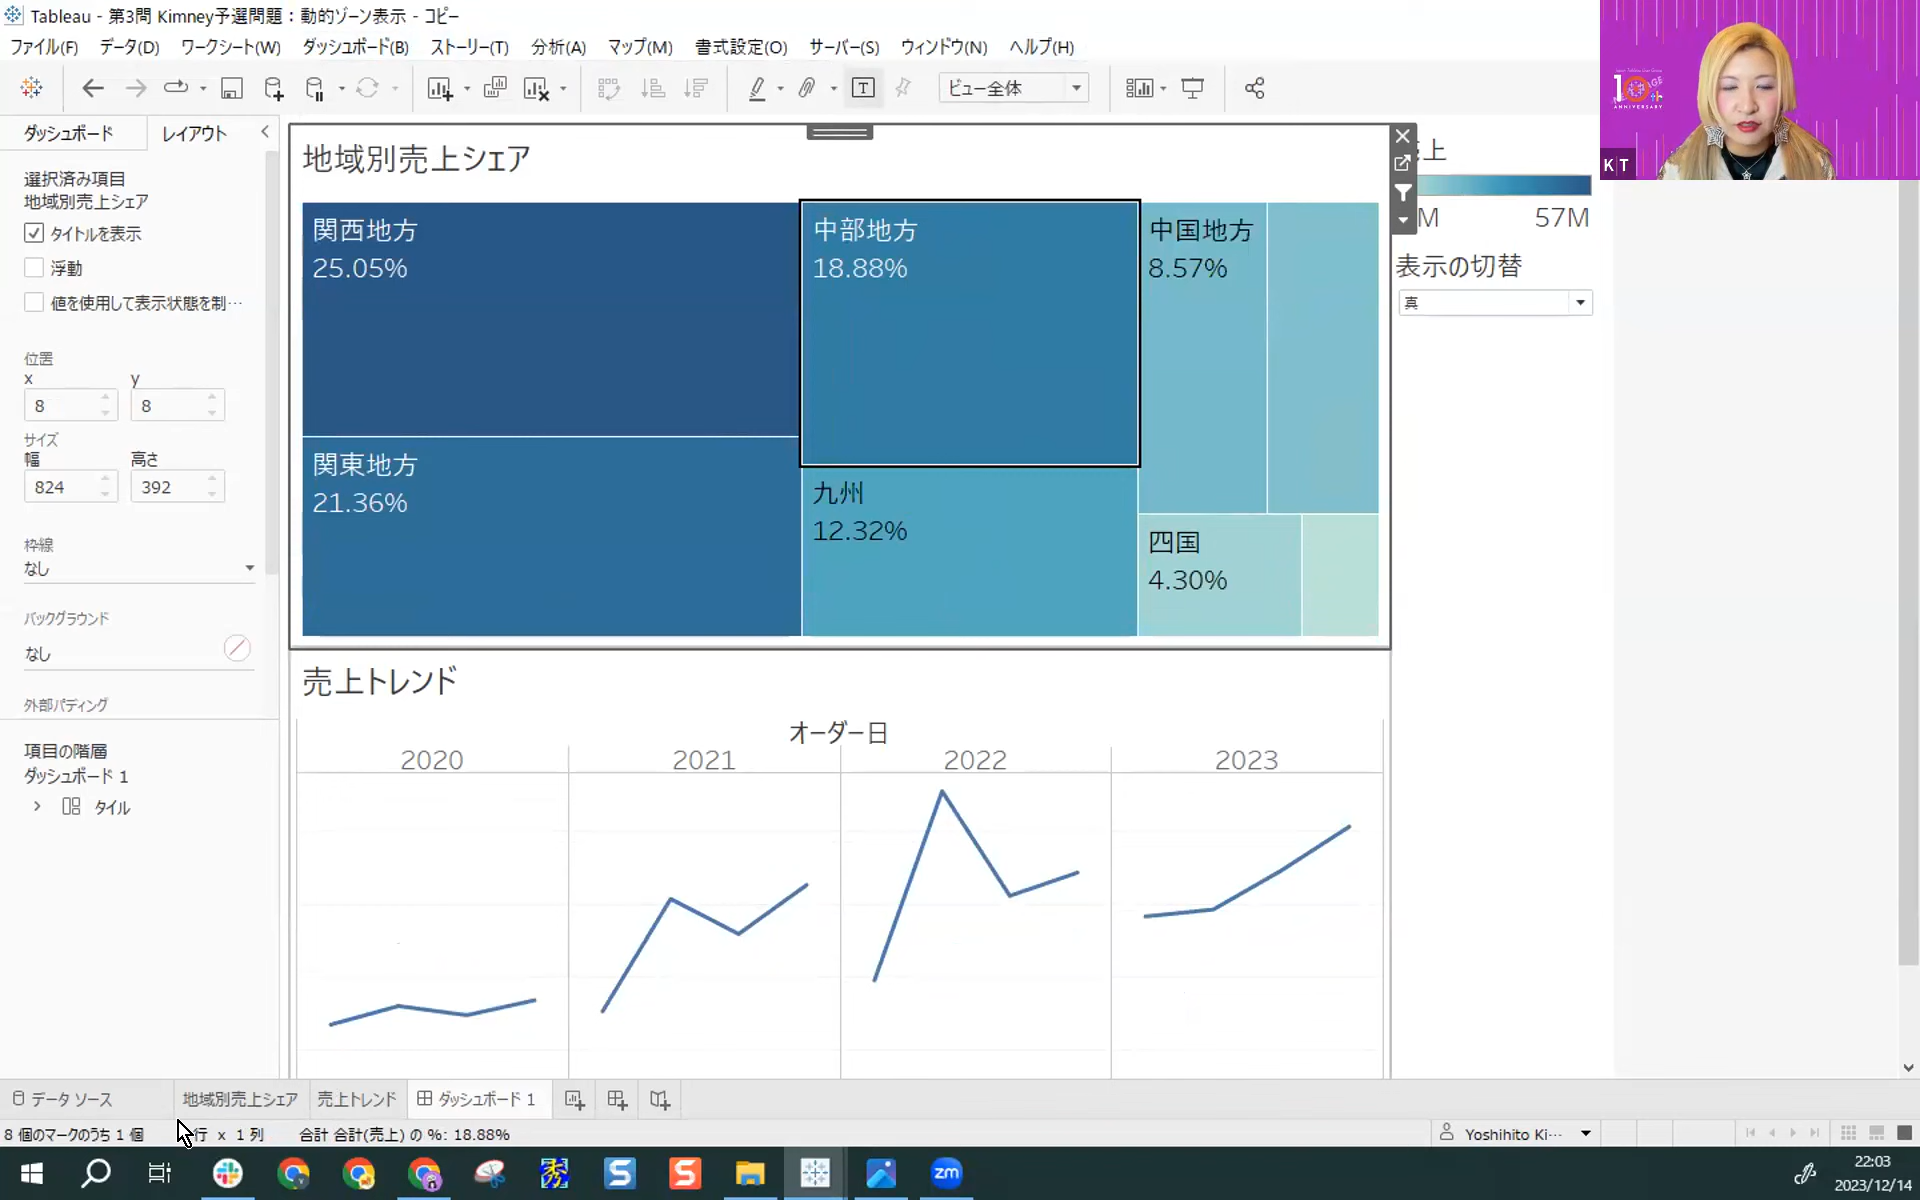 Tableau - 第3問 Kimney予選問題：動的ゾーン表示 - コピー
ファイル(F) データ(D) ワークシート(W) ダッシュボード(B) ストーリー(T) 分析(A) マップ(M) 書式設定(O) サーバー(S) ウィンドウ(N) ヘルプ(H)
ビュー全体
ダッシュボード レイアウト
選択済み項目
地域別売上シェア
タイトルを表示
浮動
値を使用して表示状態を制…
位置
x y
8 8
サイズ
幅 高さ
824 392
枠線
なし
バックグラウンド
なし
外部パディング
項目の階層
ダッシュボード 1
タイル
地域別売上シェア
関西地方
25.05%
中部地方
18.88%
中国地方
8.57%
関東地方
21.36%
九州
12.32%
四国
4.30%
上
M 57M
表示の切替
真
売上トレンド
オーダー日
2020 2021 2022 2023
K T
10
ANNIVERSARY
データ ソース 地域別売上シェア 売上トレンド ダッシュボード 1
8 個のマークのうち 1 個 行 x 1 列 合計 合計(売上) の %: 18.88%
Yoshihito Ki…
秀 S S zm
22:03
2023/12/14